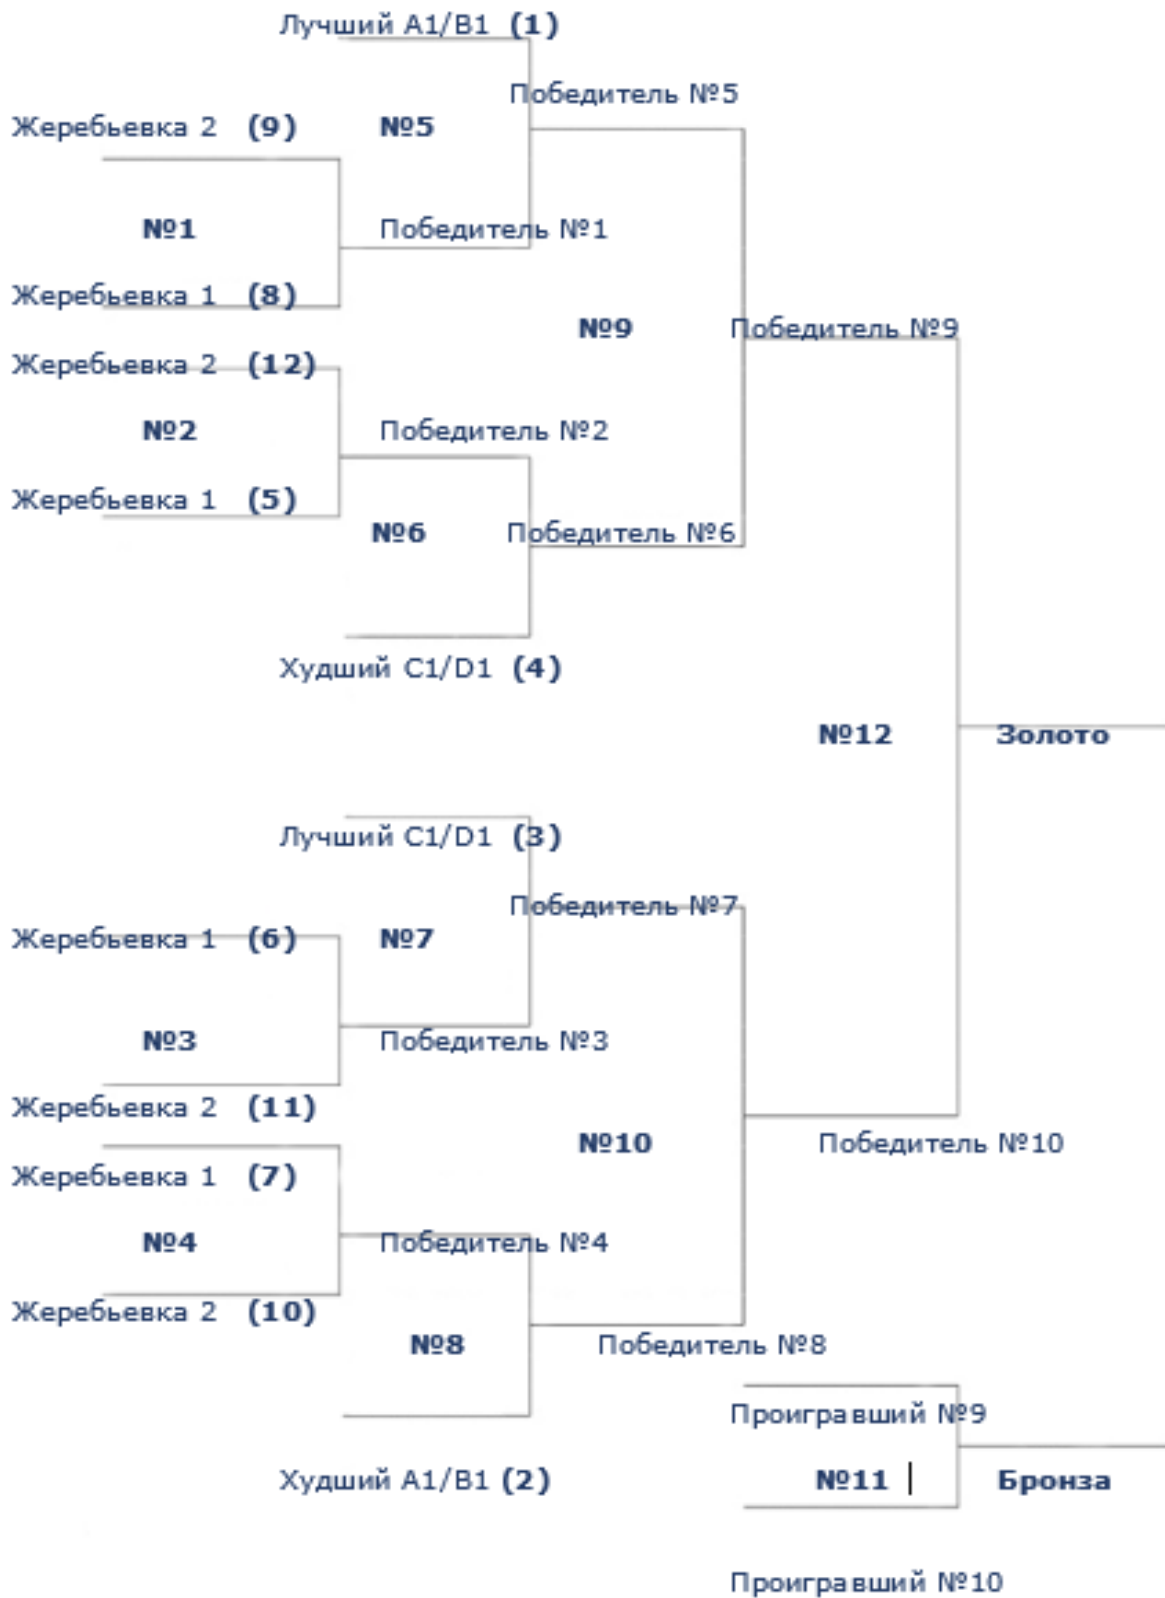 Лучший A1/B1 (1)
Победитель №5
Жеребьевка 2 (9) №5
№1 Победитель №1
Жеребьевка 1 (8)
№9 Победитель №9
Жеребьевка 2 (12)
№2 Победитель №2
Жеребьевка 1 (5)
№6 Победитель №6
Худший C1/D1 (4)
№12 Золото
Лучший C1/D1 (3)
Победитель №7
Жеребьевка 1 (6) №7
№3 Победитель №3
Жеребьевка 2 (11)
№10 Победитель №10
Жеребьевка 1 (7)
№4 Победитель №4
Жеребьевка 2 (10)
№8 Победитель №8
Проигравший №9
Худший A1/B1 (2) №11 Бронза
Проигравший №10